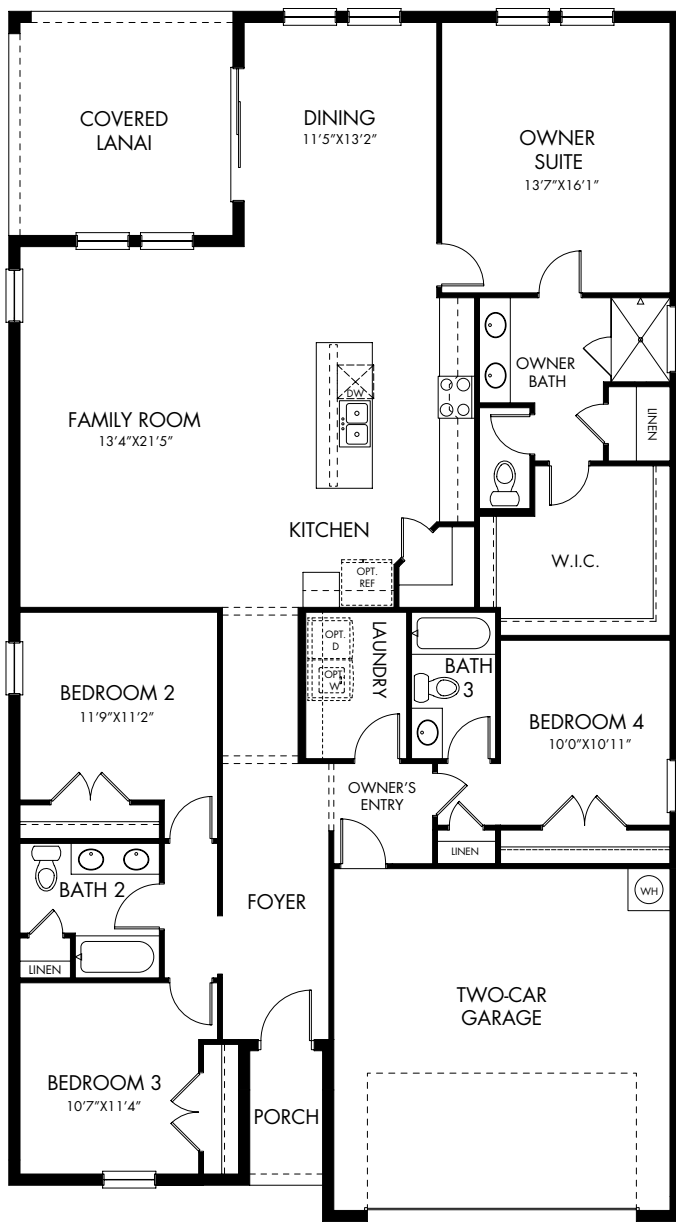 COVERED
LANAI
DINING
11'5"X13'2"
OWNER
SUITE
13'7"X16'1"
OWNER
BATH
DW
LINEN
FAMILY ROOM
13'4"X21'5"
KITCHEN
OPT.
REF
W.I.C.
OPT.
D
OPT.
W
LAUNDRY
BATH
3
BEDROOM 2
11'9"X11'2"
BEDROOM 4
10'0"X10'11"
OWNER'S
ENTRY
LINEN
BATH 2
FOYER
WH
LINEN
TWO-CAR
GARAGE
BEDROOM 3
10'7"X11'4"
PORCH